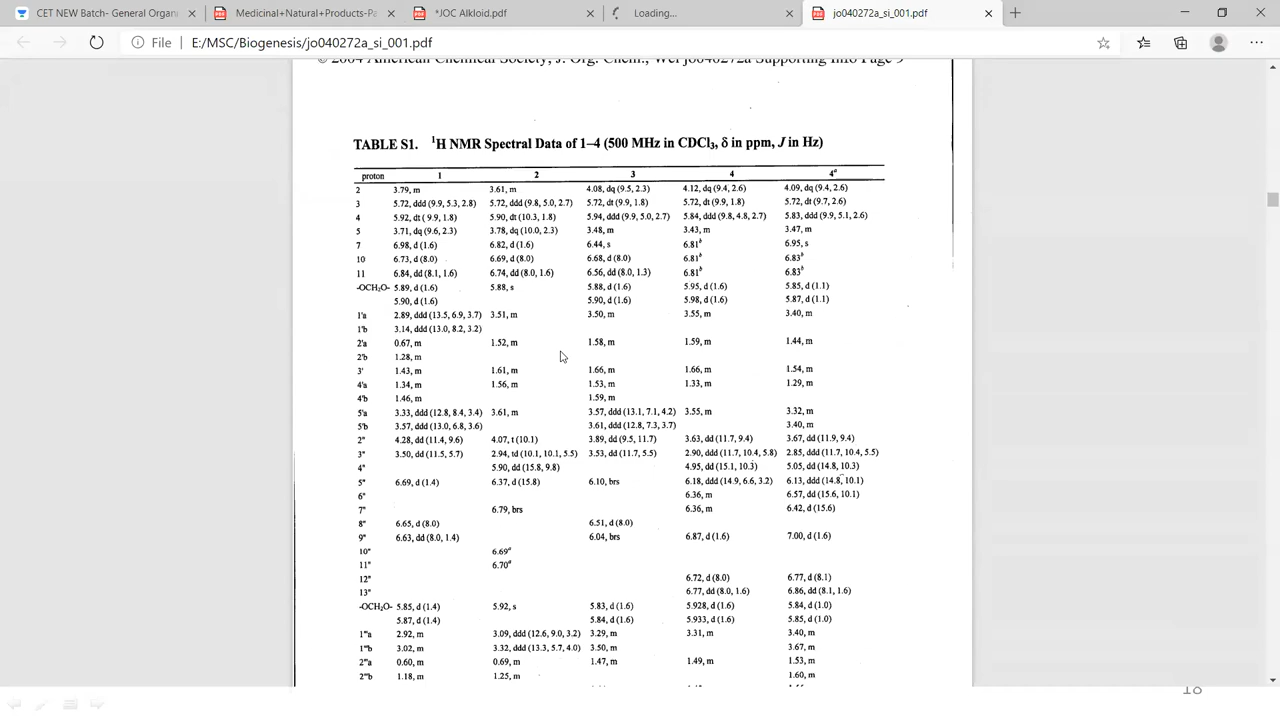 CET NEW Batch- General Organi
Medicinal+Natural+Products-Pa
*JOC Alkloid.pdf
Loading...
jo040272a_si_001.pdf
File E:/MSC/Biogenesis/jo040272a_si_001.pdf
© 2004 American Chemical Society, J. Org. Chem., Wei jo040272a Supporting Info Page 9
TABLE S1. ¹H NMR Spectral Data of 1–4 (500 MHz in CDCl₃, δ in ppm, J in Hz)
proton 1 2 3 4 4ᵃ
2 3.79, m 3.61, m 4.08, dq (9.5, 2.3) 4.12, dq (9.4, 2.6) 4.09, dq (9.4, 2.6)
3 5.72, ddd (9.9, 5.3, 2.8) 5.72, ddd (9.8, 5.0, 2.7) 5.72, dt (9.9, 1.8) 5.72, dt (9.9, 1.8) 5.72, dt (9.7, 2.6)
4 5.92, dt ( 9.9, 1.8) 5.90, dt (10.3, 1.8) 5.94, ddd (9.9, 5.0, 2.7) 5.84, ddd (9.8, 4.8, 2.7) 5.83, ddd (9.9, 5.1, 2.6)
5 3.71, dq (9.6, 2.3) 3.78, dq (10.0, 2.3) 3.48, m 3.43, m 3.47, m
7 6.98, d (1.6) 6.82, d (1.6) 6.44, s 6.81ᵇ 6.95, s
10 6.73, d (8.0) 6.69, d (8.0) 6.68, d (8.0) 6.81ᵇ 6.83ᵇ
11 6.84, dd (8.1, 1.6) 6.74, dd (8.0, 1.6) 6.56, dd (8.0, 1.3) 6.81ᵇ 6.83ᵇ
-OCH₂O- 5.89, d (1.6) 5.88, s 5.88, d (1.6) 5.95, d (1.6) 5.85, d (1.1)
5.90, d (1.6) 5.90, d (1.6) 5.98, d (1.6) 5.87, d (1.1)
1'a 2.89, ddd (13.5, 6.9, 3.7) 3.51, m 3.50, m 3.55, m 3.40, m
1'b 3.14, ddd (13.0, 8.2, 3.2)
2'a 0.67, m 1.52, m 1.58, m 1.59, m 1.44, m
2'b 1.28, m
3' 1.43, m 1.61, m 1.66, m 1.66, m 1.54, m
4'a 1.34, m 1.56, m 1.53, m 1.33, m 1.29, m
4'b 1.46, m 1.59, m
5'a 3.33, ddd (12.8, 8.4, 3.4) 3.61, m 3.57, ddd (13.1, 7.1, 4.2) 3.55, m 3.32, m
5'b 3.57, ddd (13.0, 6.8, 3.6) 3.61, ddd (12.8, 7.3, 3.7) 3.40, m
2" 4.28, dd (11.4, 9.6) 4.07, t (10.1) 3.89, dd (9.5, 11.7) 3.63, dd (11.7, 9.4) 3.67, dd (11.9, 9.4)
3" 3.50, dd (11.5, 5.7) 2.94, td (10.1, 10.1, 5.5) 3.53, dd (11.7, 5.5) 2.90, ddd (11.7, 10.4, 5.8) 2.85, ddd (11.7, 10.4, 5.5)
4" 5.90, dd (15.8, 9.8) 4.95, dd (15.1, 10.3) 5.05, dd (14.8, 10.3)
5" 6.69, d (1.4) 6.37, d (15.8) 6.10, brs 6.18, ddd (14.9, 6.6, 3.2) 6.13, ddd (14.8, 10.1)
6" 6.36, m 6.57, dd (15.6, 10.1)
7" 6.79, brs 6.36, m 6.42, d (15.6)
8" 6.65, d (8.0) 6.51, d (8.0)
9" 6.63, dd (8.0, 1.4) 6.04, brs 6.87, d (1.6) 7.00, d (1.6)
10" 6.69ᵃ
11" 6.70ᵃ
12" 6.72, d (8.0) 6.77, d (8.1)
13" 6.77, dd (8.0, 1.6) 6.86, dd (8.1, 1.6)
-OCH₂O- 5.85, d (1.4) 5.92, s 5.83, d (1.6) 5.928, d (1.6) 5.84, d (1.0)
5.87, d (1.4) 5.84, d (1.6) 5.933, d (1.6) 5.85, d (1.0)
1'"a 2.92, m 3.09, ddd (12.6, 9.0, 3.2) 3.29, m 3.31, m 3.40, m
1'"b 3.02, m 3.32, ddd (13.3, 5.7, 4.0) 3.50, m 3.67, m
2'"a 0.60, m 0.69, m 1.47, m 1.49, m 1.53, m
2'"b 1.18, m 1.25, m 1.60, m
18